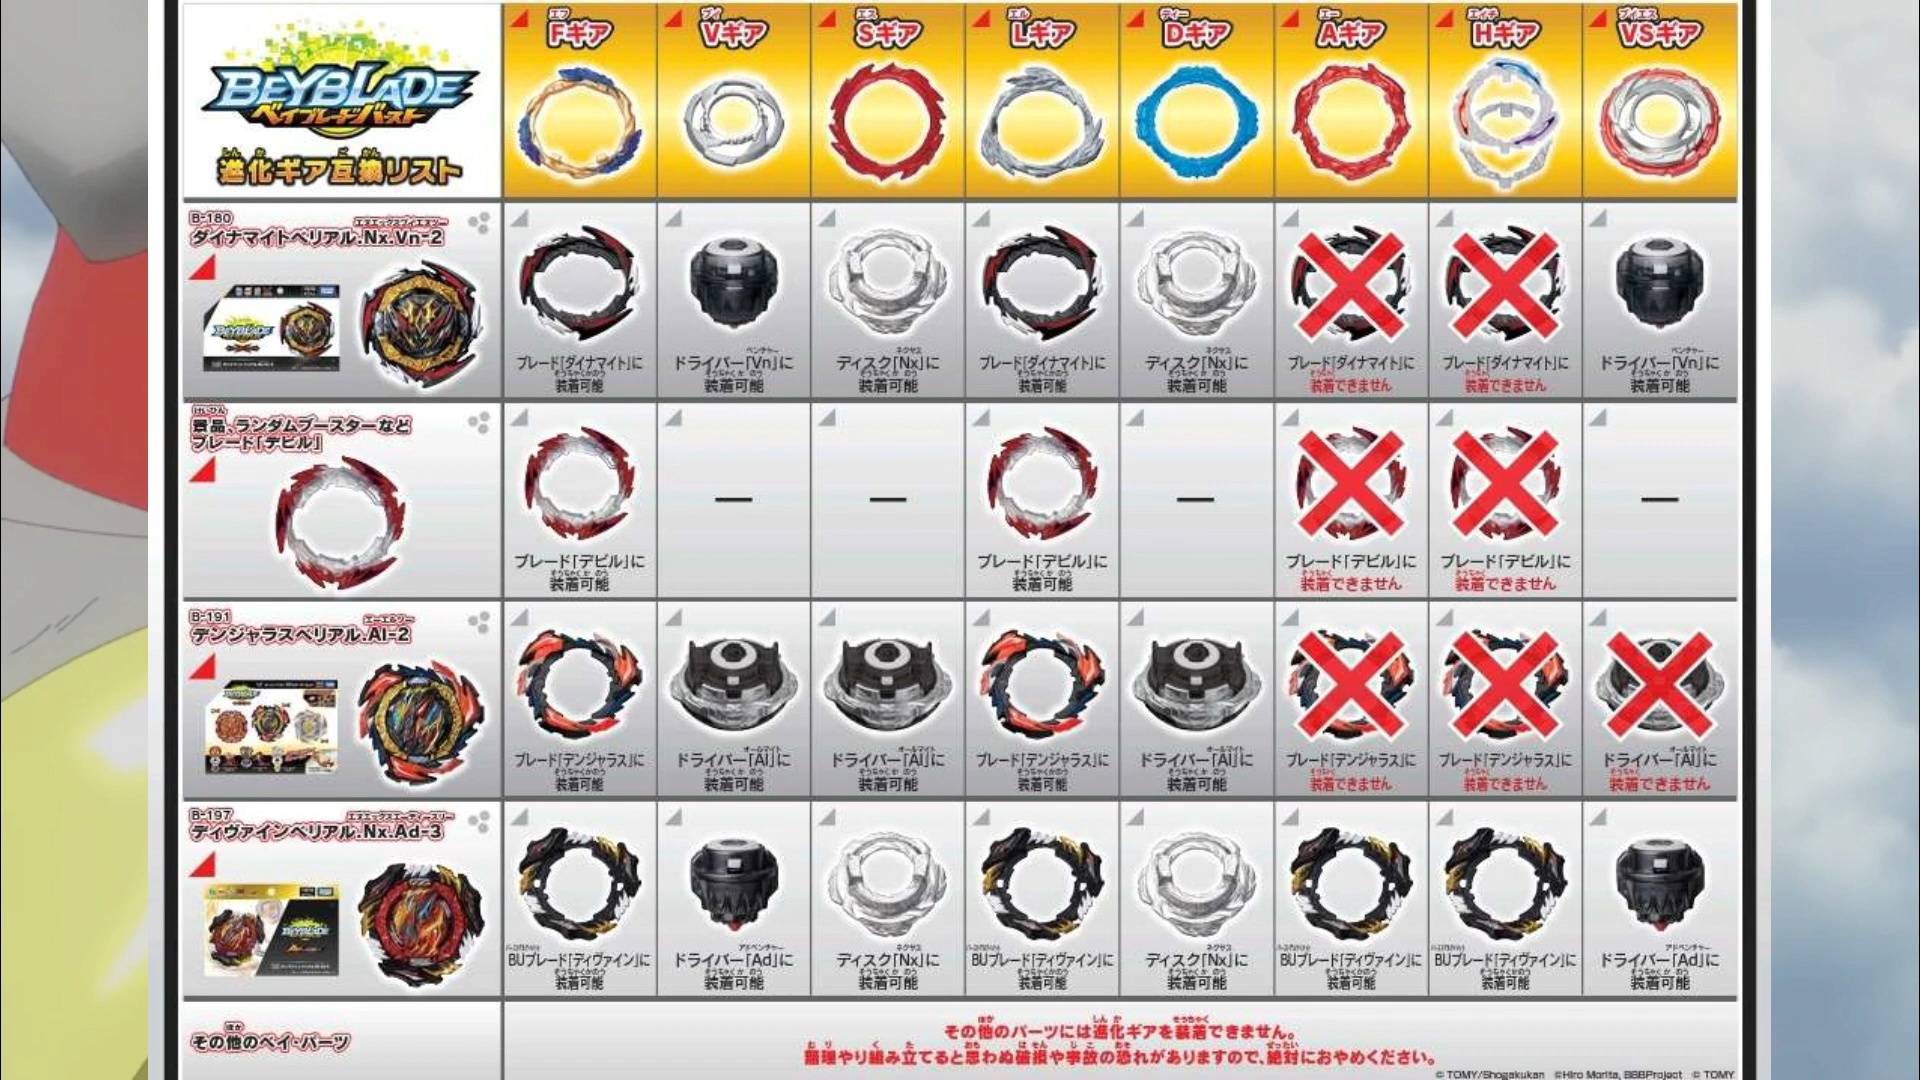 BEYBLADE
ベイブレードバースト
進化ギア互換リスト
Fギア
Vギア
Sギア
Lギア
Dギア
Aギア
Hギア
VSギア
B-180
ダイナマイトベリアル.Nx.Vn-2
ブレード「ダイナマイト」に
装着可能
ドライバー「Vn」に
装着可能
ディスク「Nx」に
装着可能
ブレード「ダイナマイト」に
装着可能
ディスク「Nx」に
装着可能
ブレード「ダイナマイト」に
装着できません
ブレード「ダイナマイト」に
装着できません
ドライバー「Vn」に
装着可能
景品、ランダムブースターなど
ブレード「デビル」
ブレード「デビル」に
装着可能
—
—
ブレード「デビル」に
装着可能
—
ブレード「デビル」に
装着できません
ブレード「デビル」に
装着できません
—
B-191
デンジャラスベリアル.Al-2
ブレード「デンジャラス」に
装着可能
ドライバー「Al」に
装着可能
ドライバー「Al」に
装着可能
ブレード「デンジャラス」に
装着可能
ドライバー「Al」に
装着可能
ブレード「デンジャラス」に
装着できません
ブレード「デンジャラス」に
装着できません
ドライバー「Al」に
装着できません
B-197
ディヴァインベリアル.Nx.Ad-3
BUブレード「ディヴァイン」に
装着可能
ドライバー「Ad」に
装着可能
ディスク「Nx」に
装着可能
BUブレード「ディヴァイン」に
装着可能
ディスク「Nx」に
装着可能
BUブレード「ディヴァイン」に
装着可能
BUブレード「ディヴァイン」に
装着可能
ドライバー「Ad」に
装着可能
その他のベイ・パーツ
その他のパーツには進化ギアを装着できません。
無理やり組み立てると思わぬ破損や事故の恐れがありますので、絶対におやめください。
© TOMY/Shogakukan ©Hiro Morita, BBBProject © TOMY